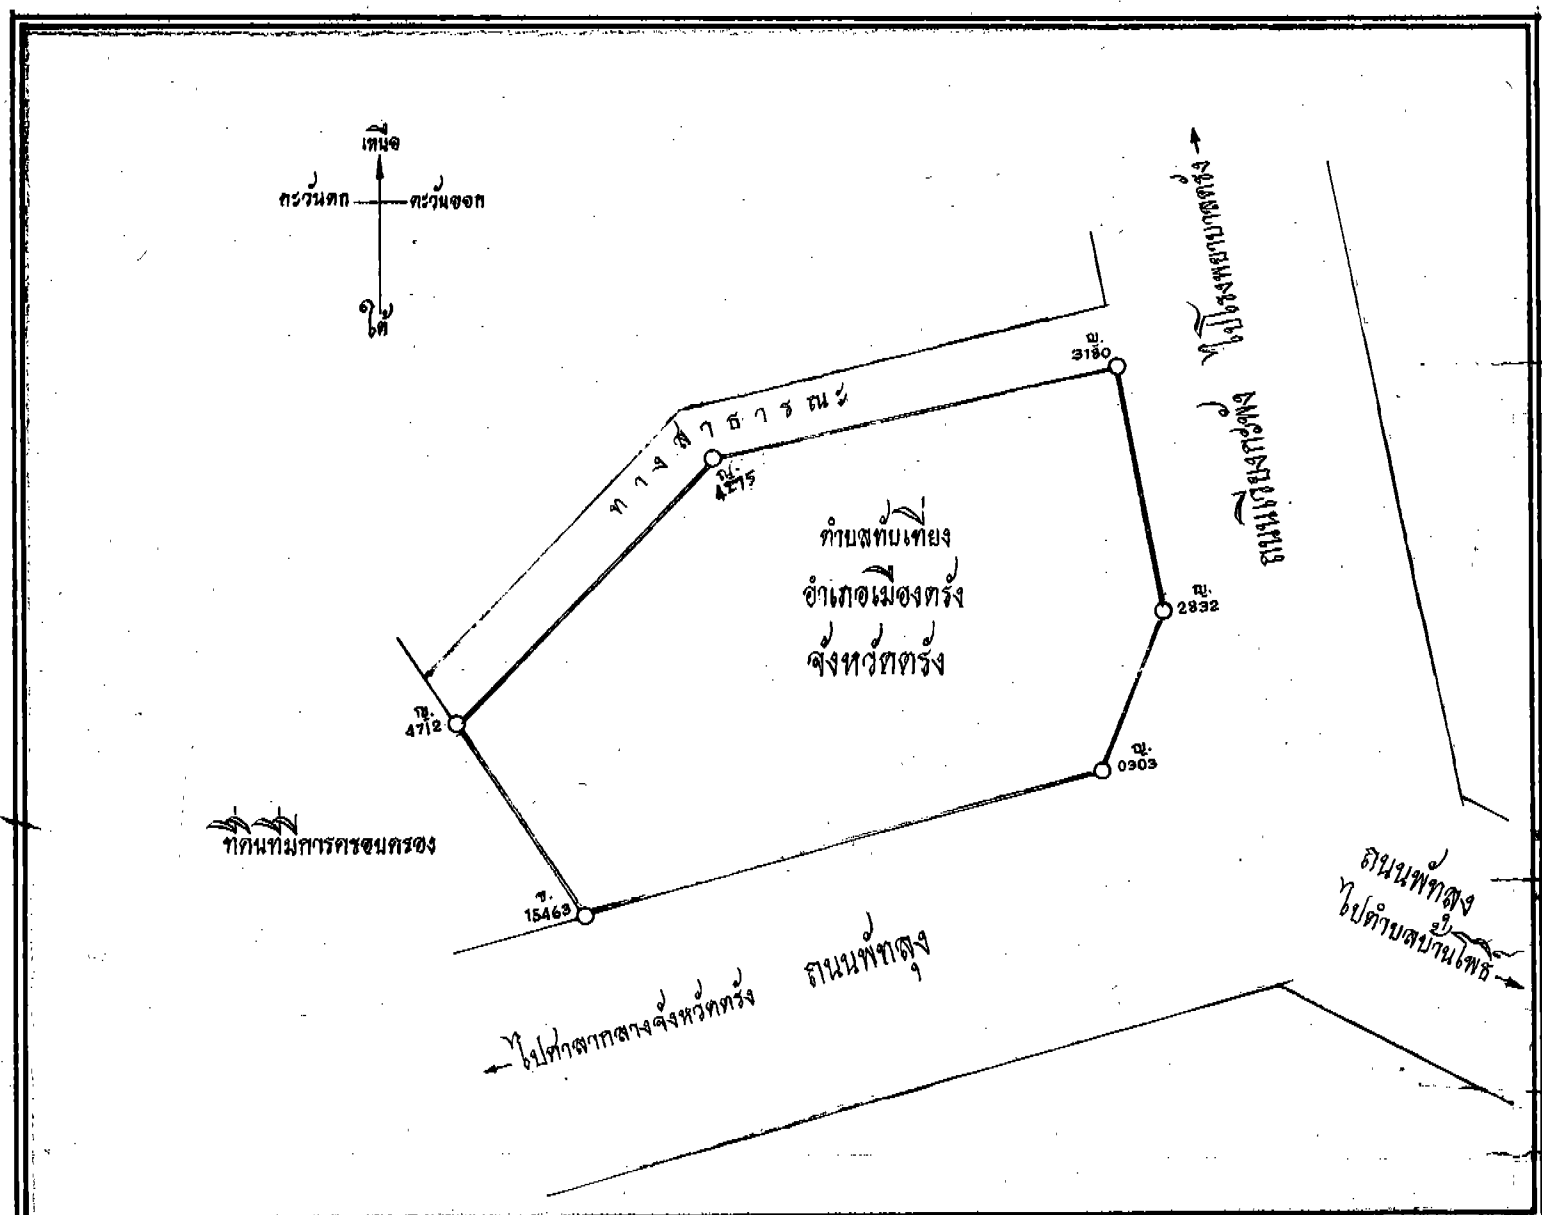 เหนือ
ตะวันตก ตะวันออก
ใต้
ไปโรงพยาบาลตรัง
ญ.
3180
ทางสาธารณะ
ถนนเวียนกะพัง
ญ.
4275
ตำบลทับเที่ยง
อำเภอเมืองตรัง
จังหวัดตรัง
ญ.
2832
ญ.
4712
ญ.
0303
ที่ดินที่มีการครอบครอง
ข.
15463
ถนนพัทลุง
ไปตำบลบ้านโพธิ์
ถนนพัทลุง
ไปศาลากลางจังหวัดตรัง